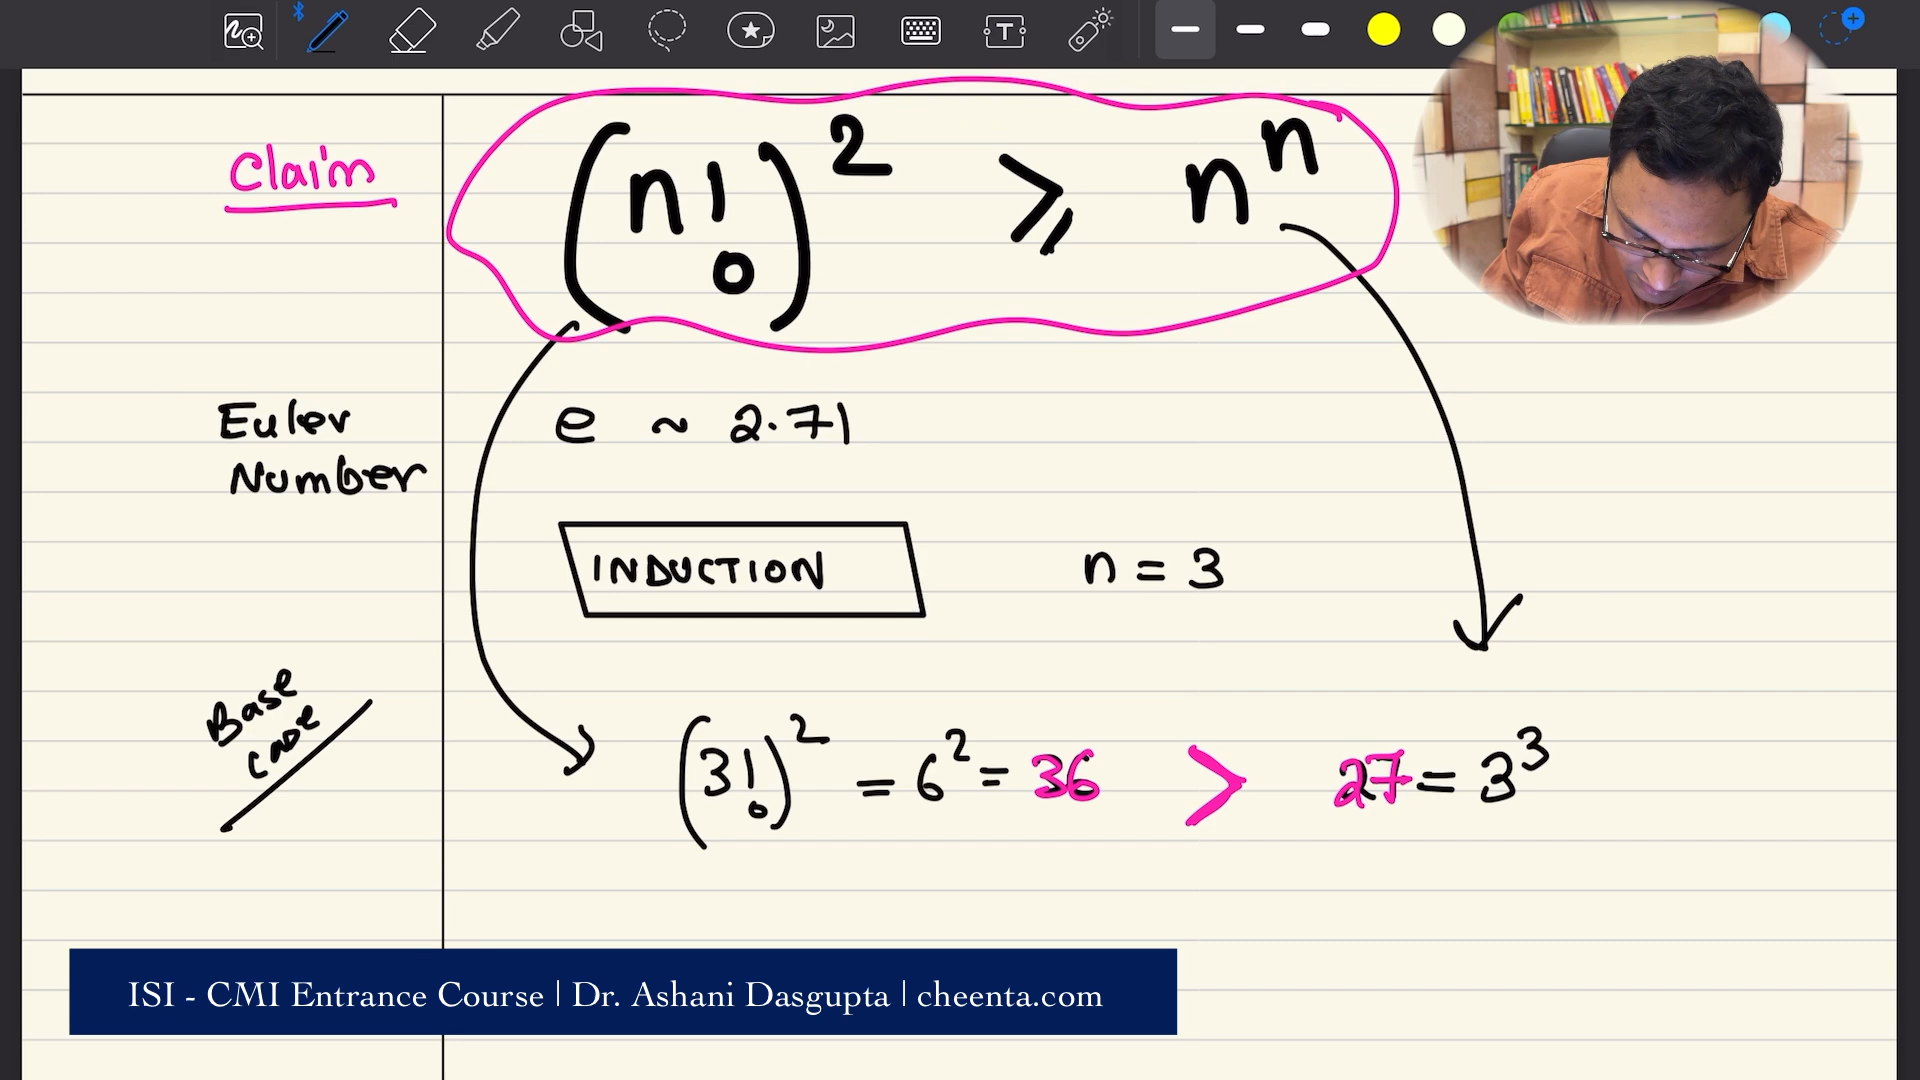 Claim
(n!)² ⩾ n^n
Euler
Number
e ~ 2.71
INDUCTION
n = 3
Base
case
(3!)² = 6² = 36 > 27 = 3³
ISI - CMI Entrance Course | Dr. Ashani Dasgupta | cheenta.com